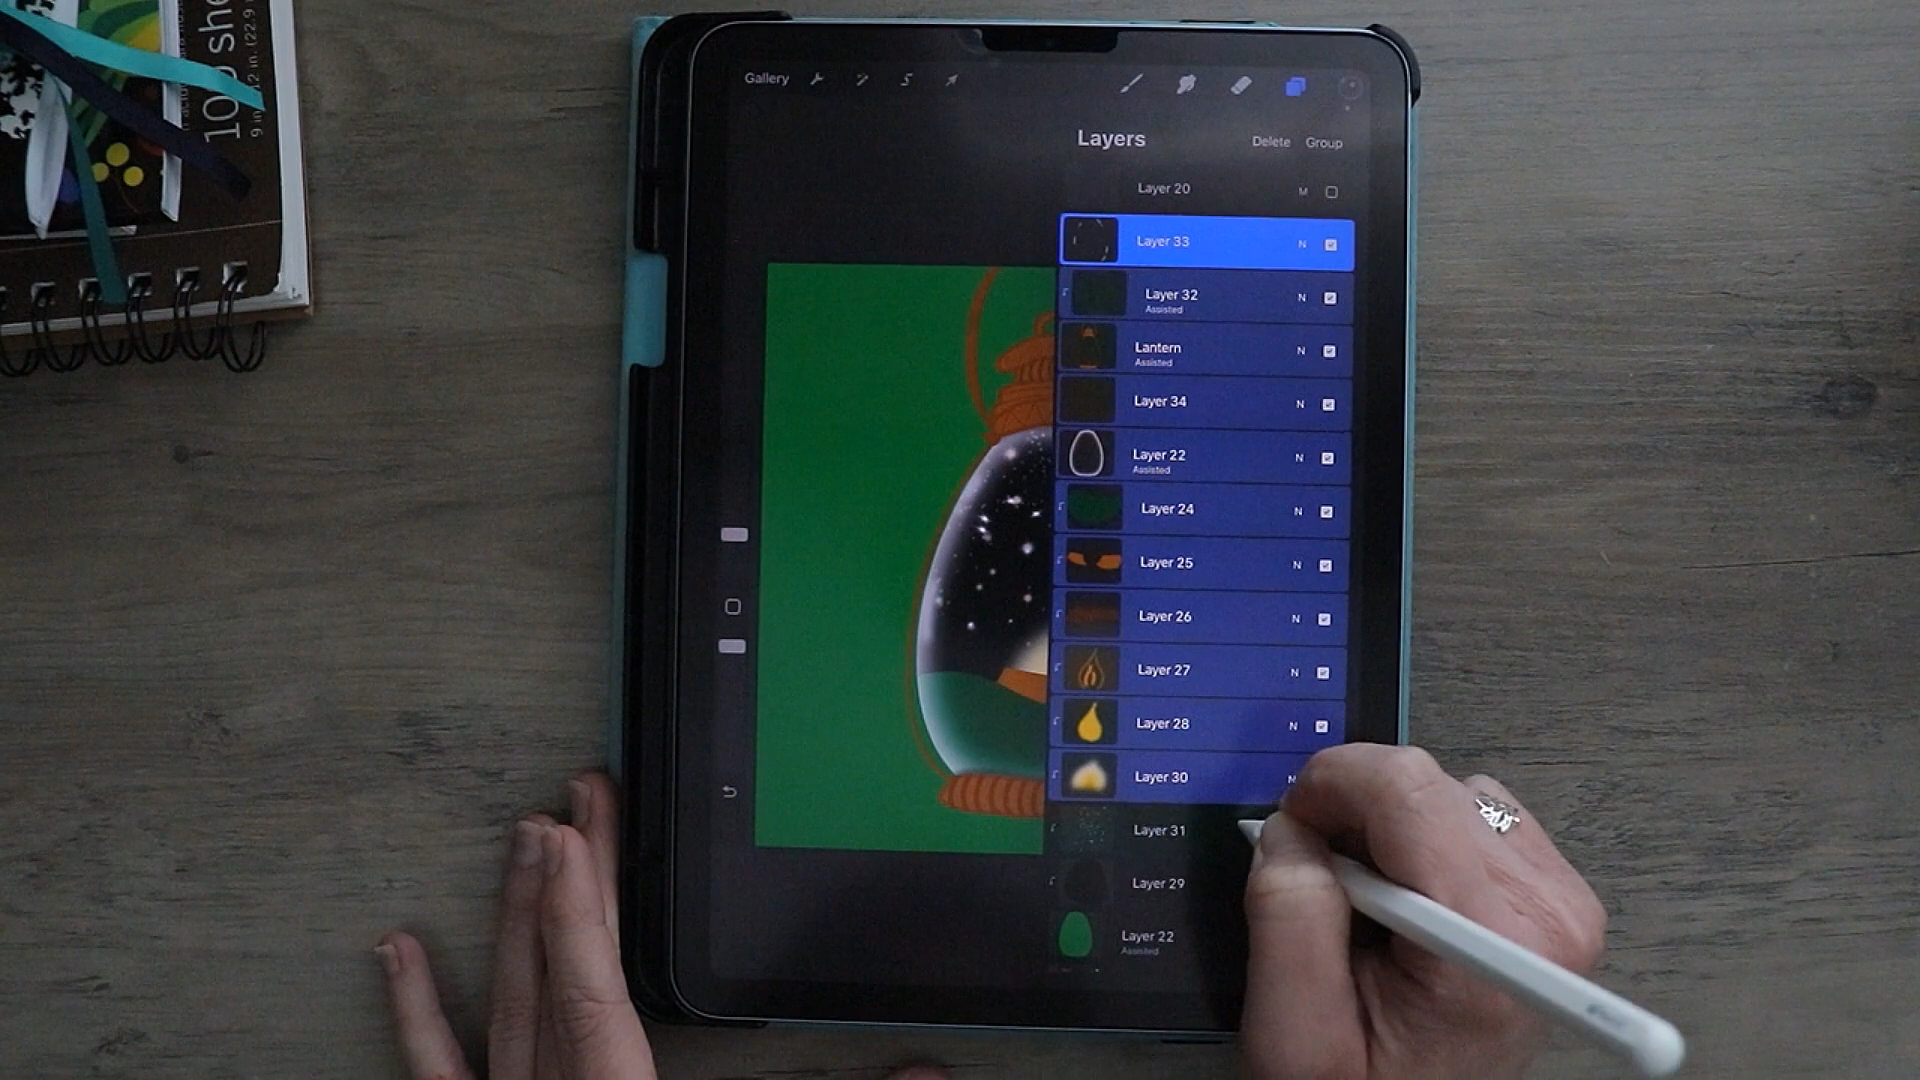 Gallery
Layers
Delete Group
Layer 20 M
Layer 33 N
Layer 32 N
Assisted
Lantern N
Assisted
Layer 34 N
Layer 22 N
Assisted
Layer 24 N
Layer 25 N
Layer 26 N
Layer 27 N
Layer 28 N
Layer 30 N
Layer 31
Layer 29
Layer 22
Assisted